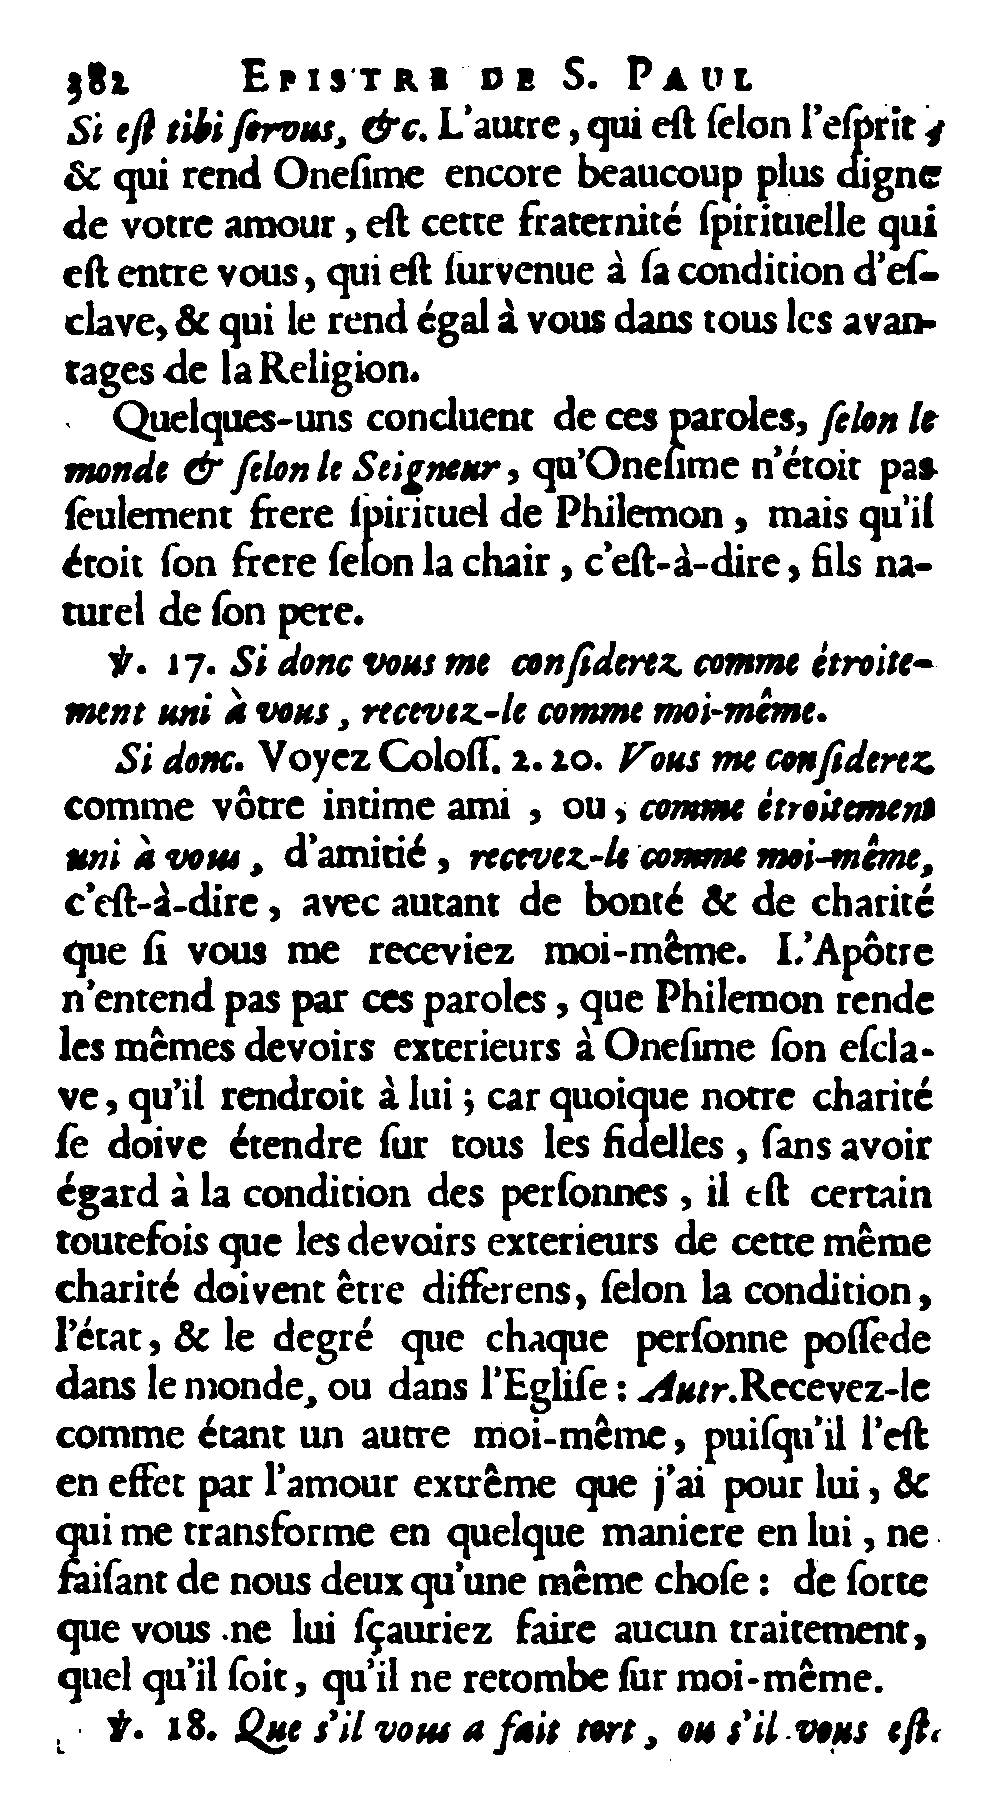 382 EPISTRE DE S. PAUL
Si eſt tibi ſervus, &c. L'autre, qui eſt ſelon l'eſprit,
& qui rend Oneſime encore beaucoup plus digne
de votre amour, eſt cette fraternité ſpirituelle qui
eſt entre vous, qui eſt ſurvenue à ſa condition d'eſ-
clave, & qui le rend égal à vous dans tous les avan-
tages de la Religion.
Quelques-uns concluent de ces paroles, ſelon le
monde & ſelon le Seigneur, qu'Oneſime n'étoit pas
ſeulement frere ſpirituel de Philemon, mais qu'il
étoit ſon frere ſelon la chair, c'eſt-à-dire, fils na-
turel de ſon pere.
℣. 17. Si donc vous me conſiderez comme étroite-
ment uni à vous, recevez-le comme moi-même.
Si donc. Voyez Coloſſ. 2. 20. Vous me conſiderez
comme vôtre intime ami, ou, comme étroitement
uni à vous, d'amitié, recevez-le comme moi-même,
c'eſt-à-dire, avec autant de bonté & de charité
que ſi vous me receviez moi-même. L'Apôtre
n'entend pas par ces paroles, que Philemon rende
les mêmes devoirs exterieurs à Oneſime ſon eſcla-
ve, qu'il rendroit à lui; car quoique notre charité
ſe doive étendre ſur tous les fidelles, ſans avoir
égard à la condition des perſonnes, il eſt certain
toutefois que les devoirs exterieurs de cette même
charité doivent être differens, ſelon la condition,
l'état, & le degré que chaque perſonne poſſede
dans le monde, ou dans l'Egliſe: Autr. Recevez-le
comme étant un autre moi-même, puiſqu'il l'eſt
en effet par l'amour extrême que j'ai pour lui, &
qui me transforme en quelque maniere en lui, ne
faiſant de nous deux qu'une même choſe: de ſorte
que vous ne lui ſçauriez faire aucun traitement,
quel qu'il ſoit, qu'il ne retombe ſur moi-même.
℣. 18. Que s'il vous a fait tort, ou s'il vous eſt